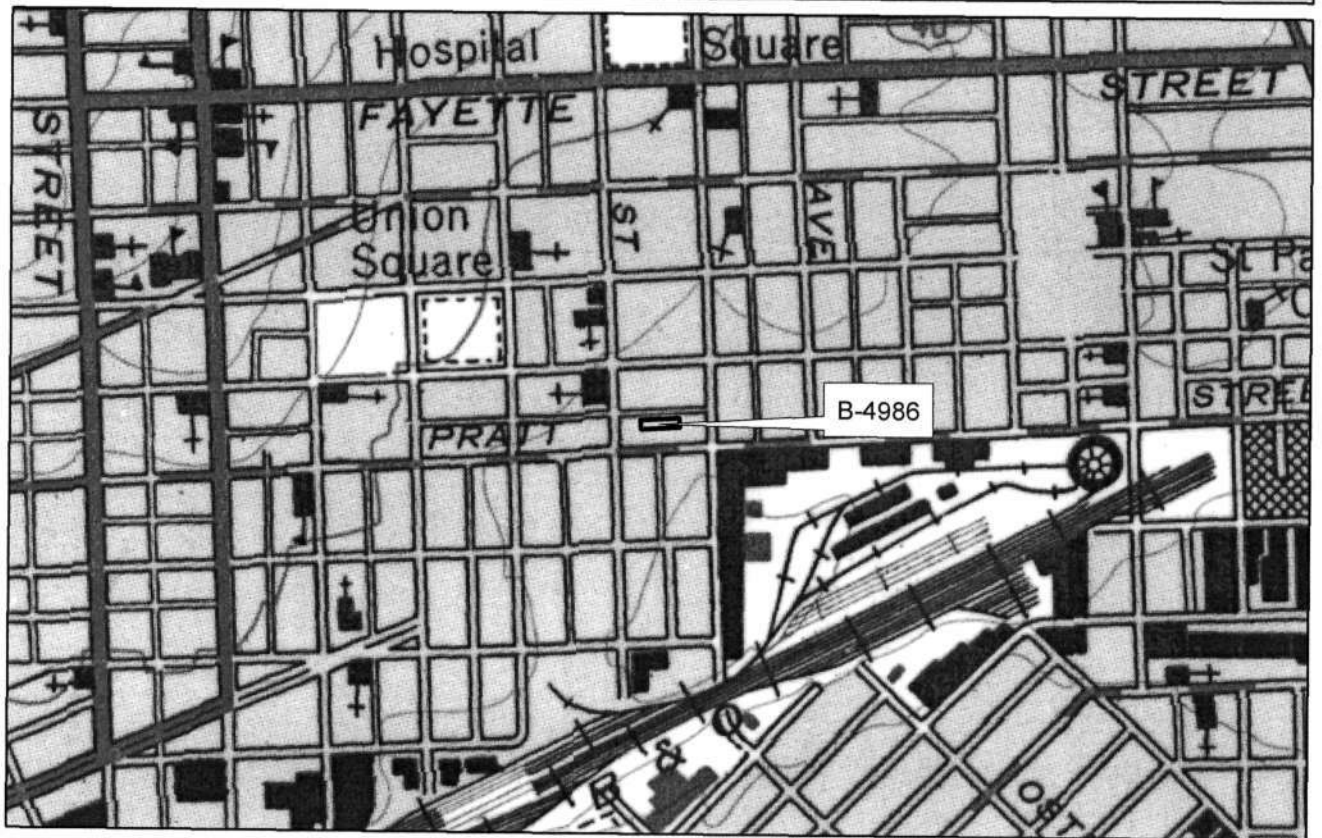 Hospital Square
STREET
FAYETTE
STREET
Union
Square
ST
AVE
St Pa
B-4986
STREE
PRATT
B & O
ST